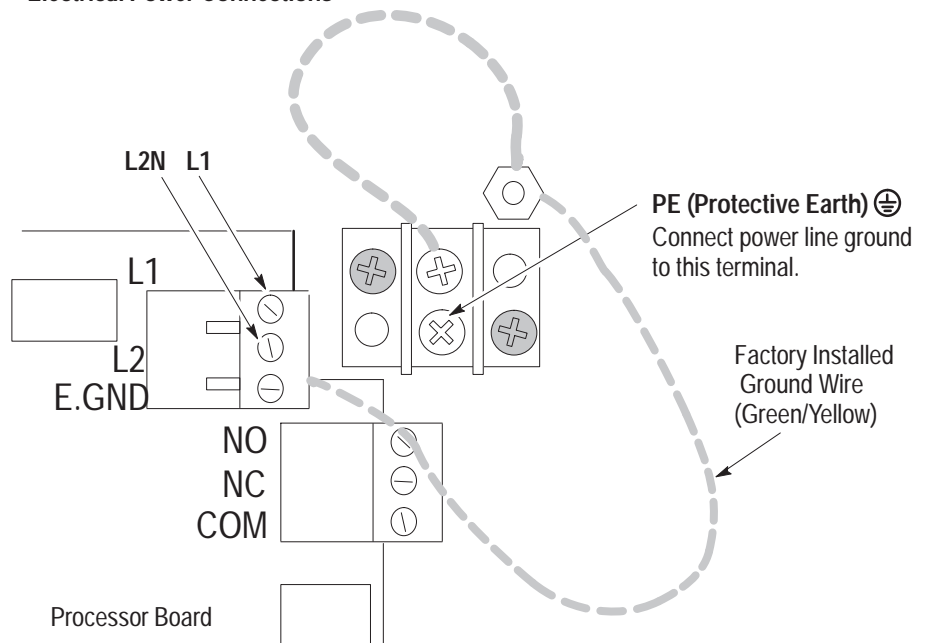 Electrical Power Connections
L2N L1
PE (Protective Earth)
Connect power line ground
to this terminal.
L1
L2
E.GND
Factory Installed
Ground Wire
(Green/Yellow)
NO
NC
COM
Processor Board